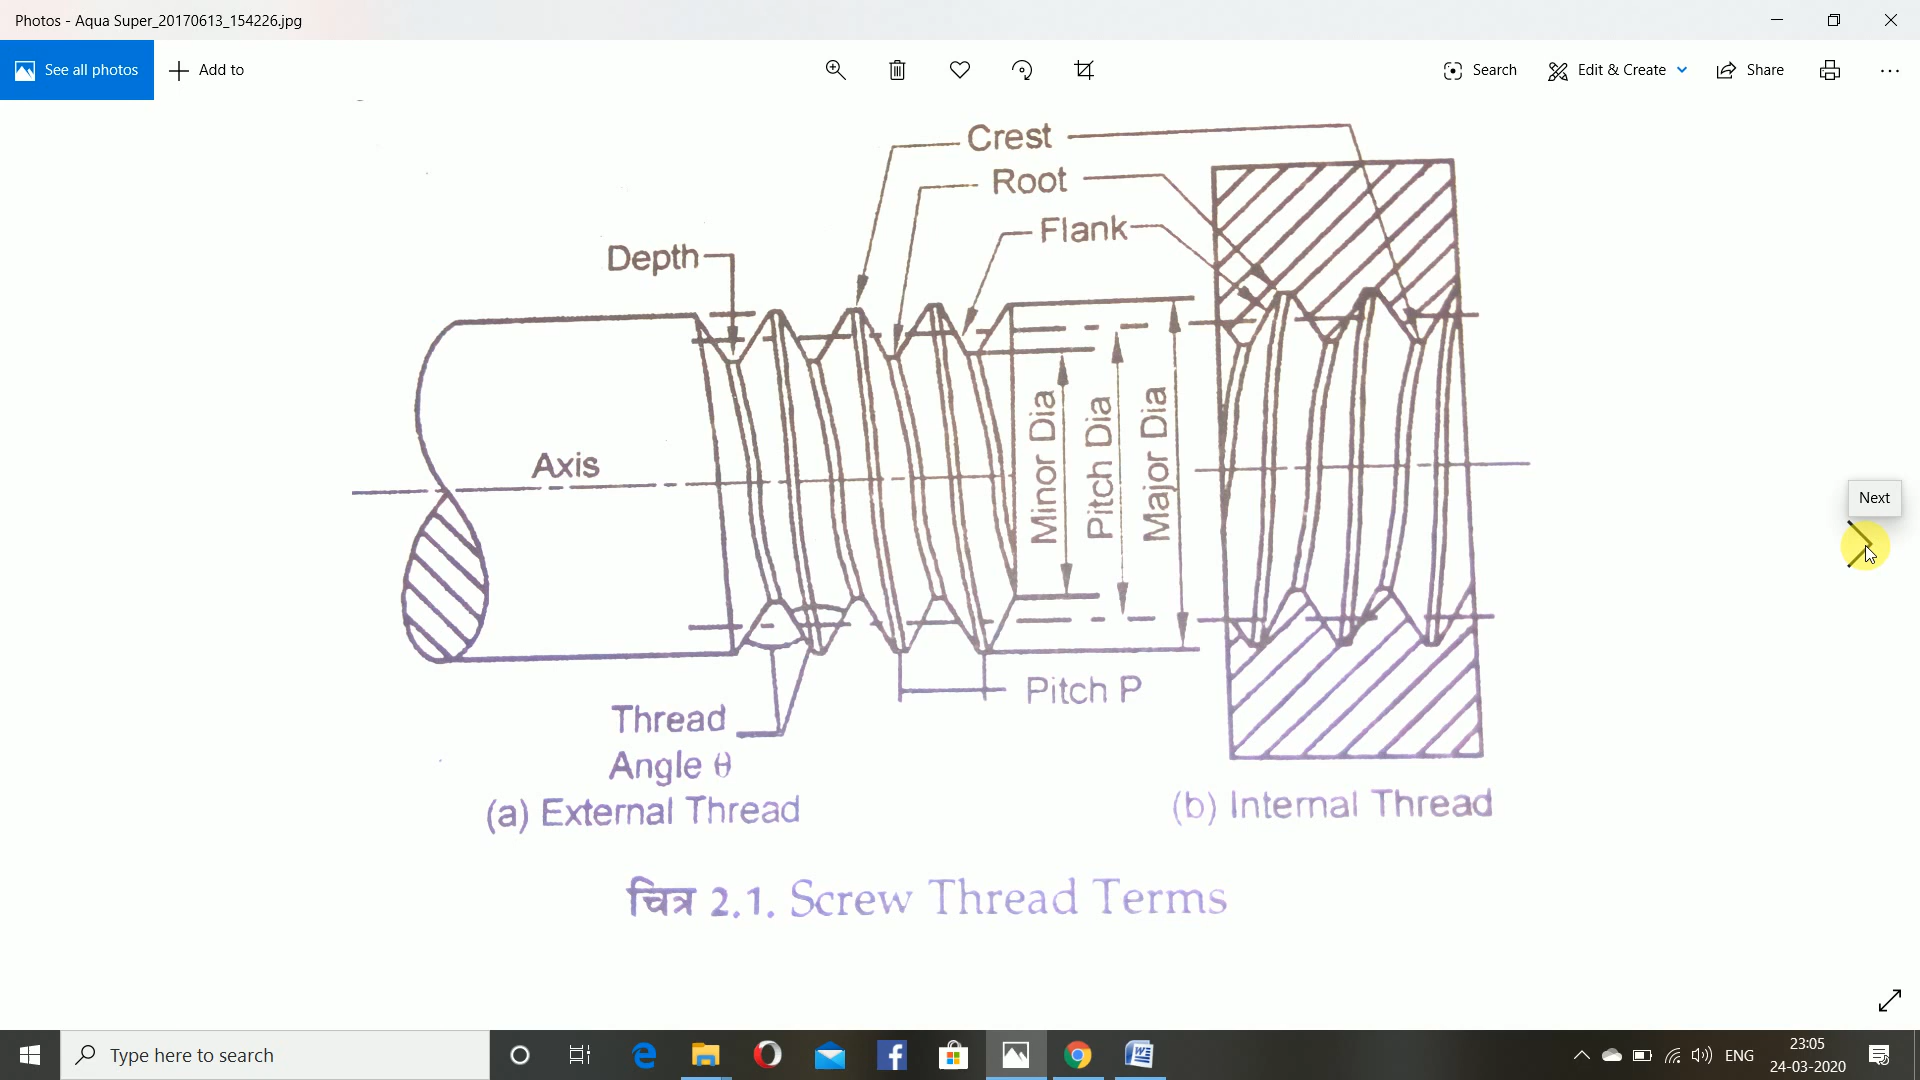 Photos - Aqua Super_20170613_154226.jpg
See all photos
Add to
Search
Edit & Create
Share
Crest
Root
Flank
Depth
Axis
Minor Dia
Pitch Dia
Major Dia
Next
Pitch P
Thread
Angle θ
(a) External Thread
(b) Internal Thread
चित्र 2.1. Screw Thread Terms
Type here to search
ENG
23:05
24-03-2020